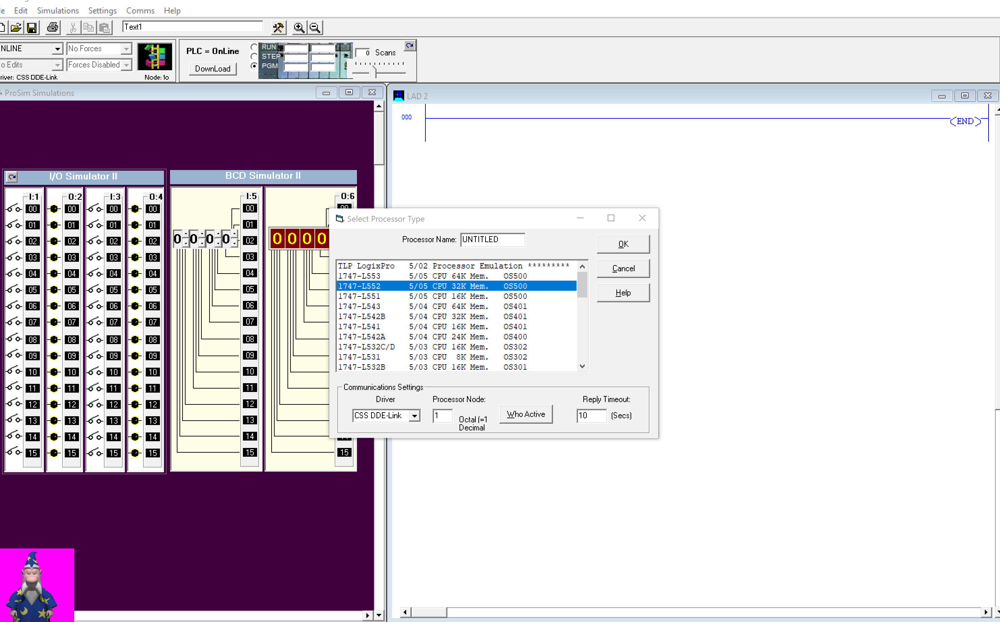 Edit Simulations Settings Comms Help
Text1
NLINE
No Forces
o Edits
Forces Disabled
river: CSS DDE-Link
Node: 1o
PLC = OnLine
DownLoad
RUN
STEP
PGM
0 Scans
ProSim Simulations
LAD 2
000
END
I/O Simulator II
BCD Simulator II
I:1 O:2 I:3 O:4 I:5 O:6
00 00 00 00 00 00
01 01 01 01 01
02 02 02 02 02
03 03 03 03 03
04 04 04 04 04
05 05 05 05 05
06 06 06 06 06
07 07 07 07 07
08 08 08 08 08
09 09 09 09 09
10 10 10 10 10
11 11 11 11 11
12 12 12 12 12
13 13 13 13 13
14 14 14 14 14
15 15 15 15 15 15
0 0 0 0
0 0 0 0
Select Processor Type
Processor Name: UNTITLED
OK
Cancel
Help
TLP LogixPro 5/02 Processor Emulation *********
1747-L553 5/05 CPU 64K Mem. OS500
1747-L552 5/05 CPU 32K Mem. OS500
1747-L551 5/05 CPU 16K Mem. OS500
1747-L543 5/04 CPU 64K Mem. OS401
1747-L542B 5/04 CPU 32K Mem. OS401
1747-L541 5/04 CPU 16K Mem. OS401
1747-L542A 5/04 CPU 24K Mem. OS400
1747-L532C/D 5/03 CPU 16K Mem. OS302
1747-L531 5/03 CPU 8K Mem. OS302
1747-L532B 5/03 CPU 16K Mem. OS301
Communications Settings
Driver
Processor Node:
Reply Timeout:
CSS DDE-Link
1
Octal (=1
Decimal
Who Active
10 (Secs)